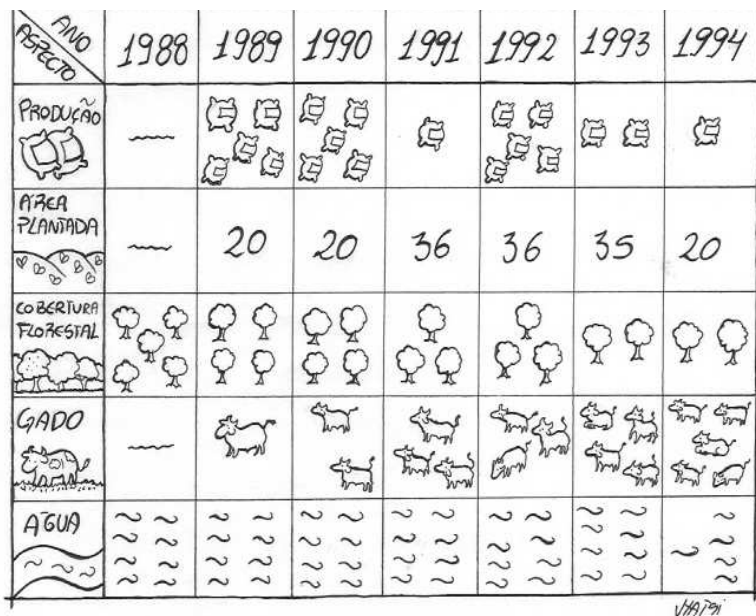 ANO
ASPECTO
1988 1989 1990 1991 1992 1993 1994
PRODUÇÃO
ÁREA
PLANTADA
20 20 36 36 35 20
COBERTURA
FLORESTAL
GADO
ÁGUA